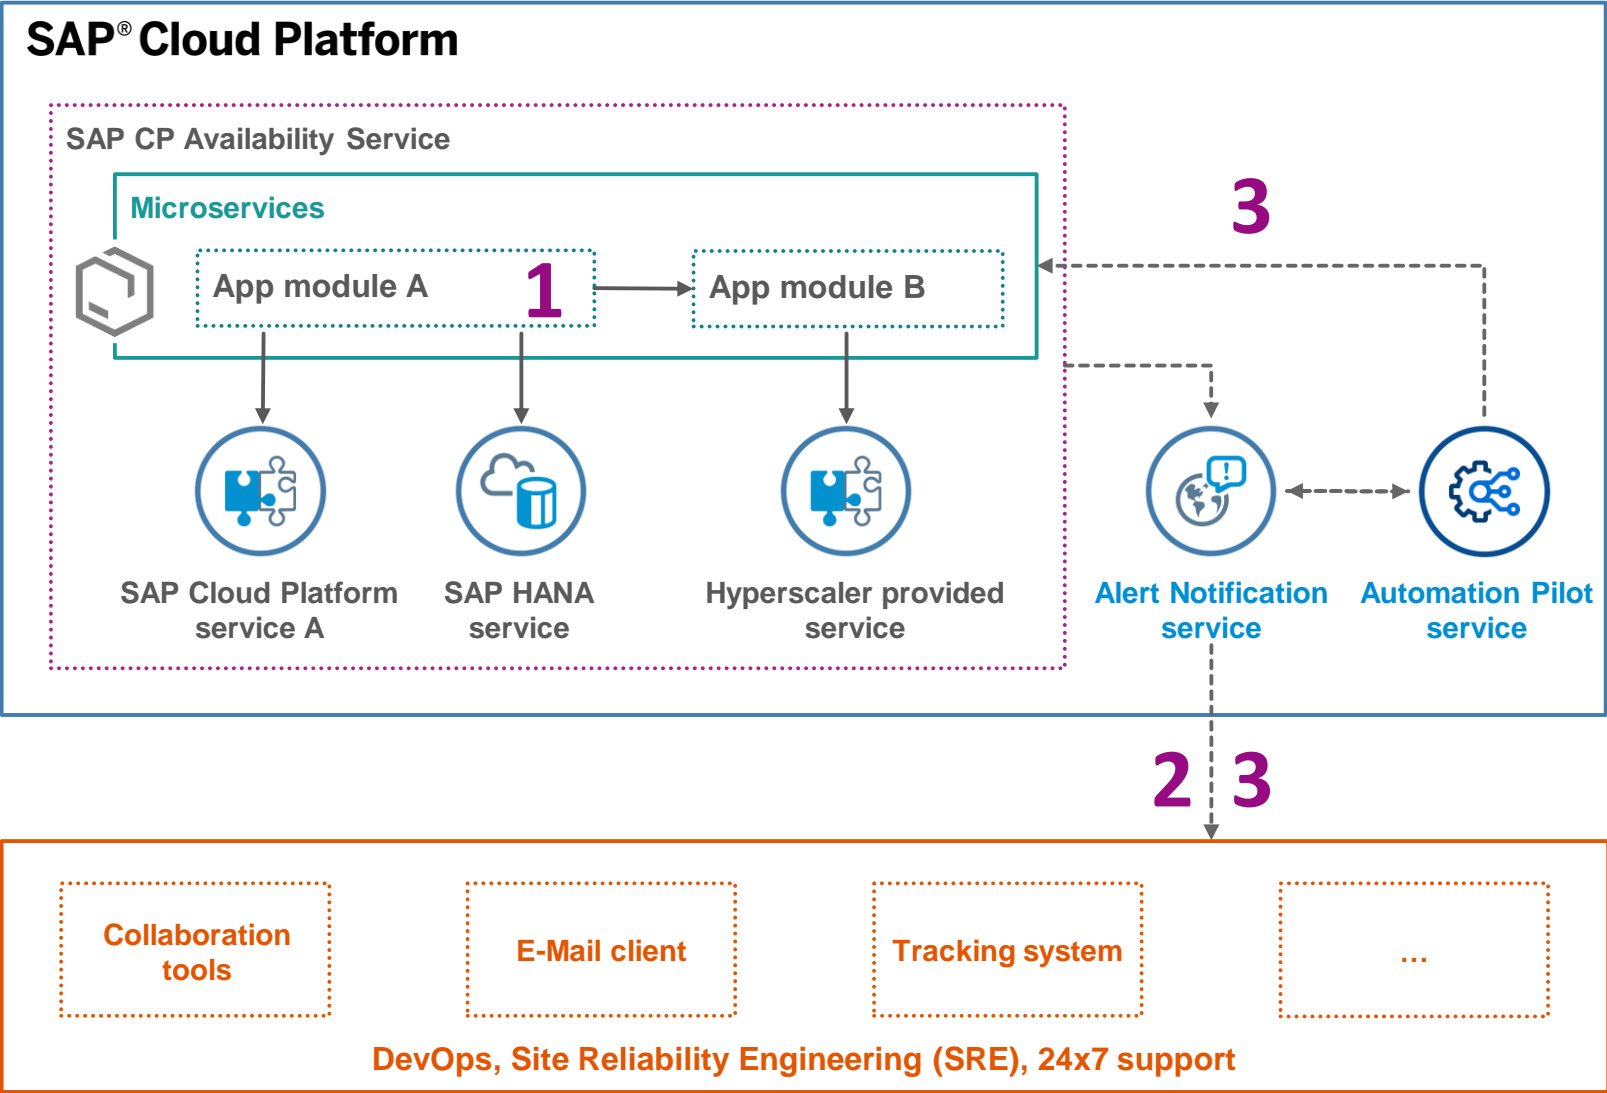 SAP® Cloud Platform
SAP CP Availability Service
Microservices
3
App module A
1
App module B
SAP Cloud Platform
service A
SAP HANA
service
Hyperscaler provided
service
Alert Notification
service
Automation Pilot
service
2 3
Collaboration
tools
E-Mail client
Tracking system
...
DevOps, Site Reliability Engineering (SRE), 24x7 support